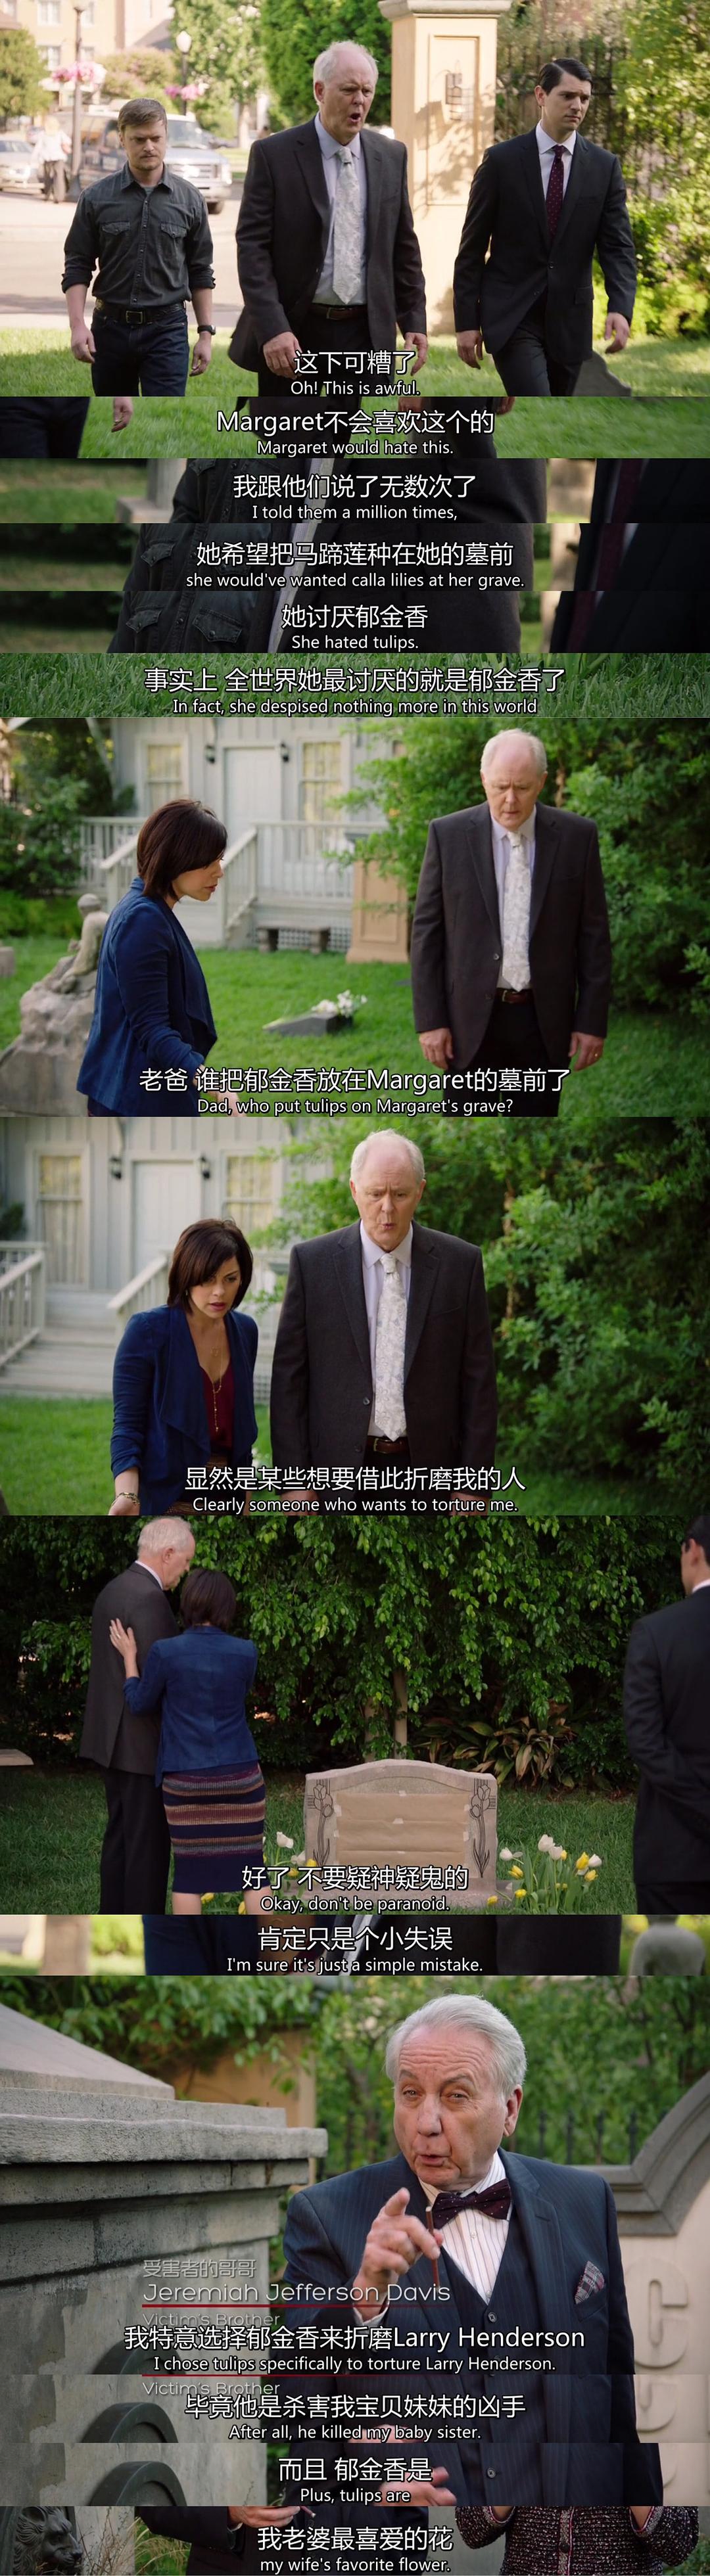 这下可糟了
Oh! This is awful.
Margaret不会喜欢这个的
Margaret would hate this.
我跟他们说了无数次了
I told them a million times,
她希望把马蹄莲种在她的墓前
she would've wanted calla lilies at her grave.
她讨厌郁金香
She hated tulips.
事实上 全世界她最讨厌的就是郁金香了
In fact, she despised nothing more in this world
老爸 谁把郁金香放在Margaret的墓前了
Dad, who put tulips on Margaret's grave?
显然是某些想要借此折磨我的人
Clearly someone who wants to torture me.
好了 不要疑神疑鬼的
Okay, don't be paranoid.
肯定只是个小失误
I'm sure it's just a simple mistake.
受害者的哥哥
Jeremiah Jefferson Davis
Victim's Brother
我特意选择郁金香来折磨Larry Henderson
I chose tulips specifically to torture Larry Henderson.
Victim's Brother
毕竟他是杀害我宝贝妹妹的凶手
After all, he killed my baby sister.
而且 郁金香是
Plus, tulips are
我老婆最喜爱的花
my wife's favorite flower.